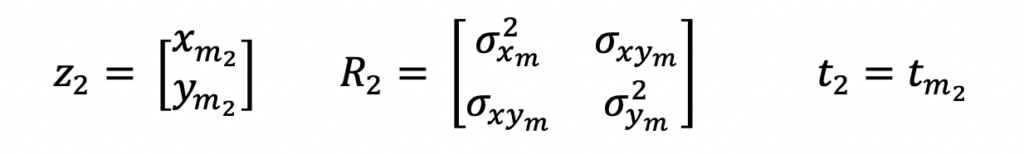 z₂ = [x_{m₂} ; y_{m₂}]    R₂ = [σ²_{x_m}  σ_{xy_m} ; σ_{xy_m}  σ²_{y_m}]    t₂ = t_{m₂}